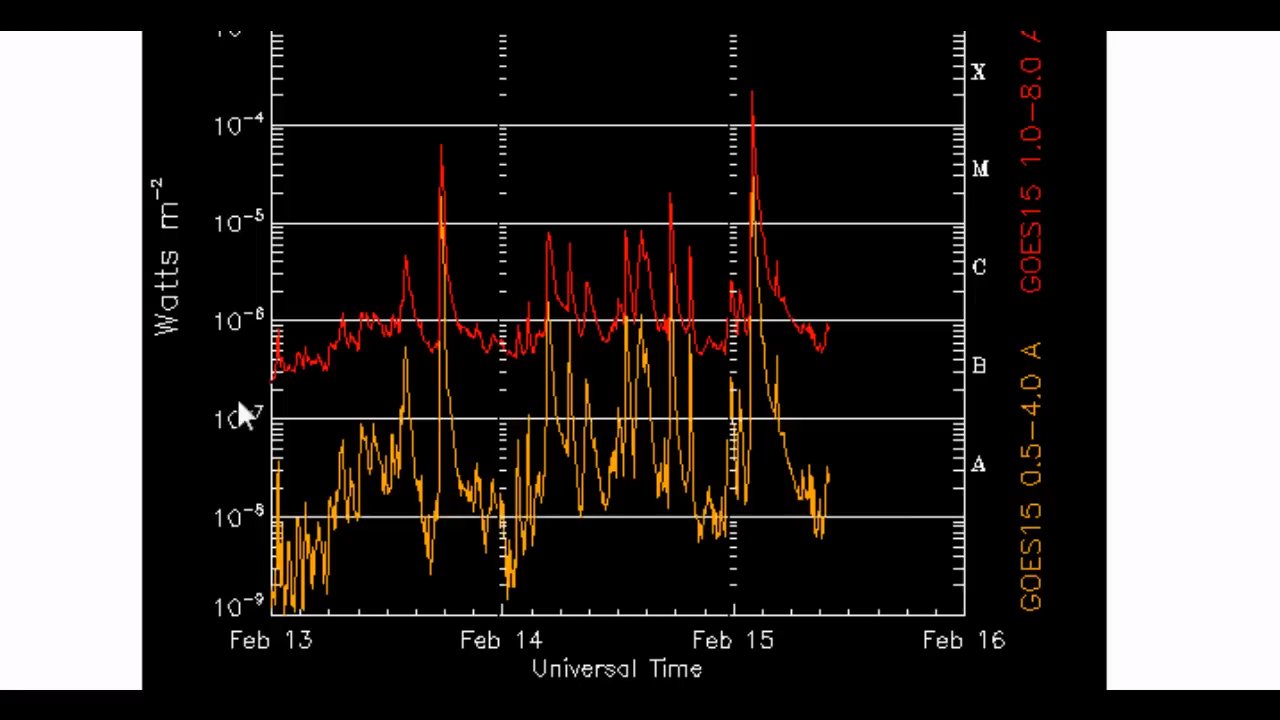 X
10⁻⁴
M
10⁻⁵
C
10⁻⁶
B
7
A
10⁻⁸
10⁻⁹
Watts m⁻²
Feb 13 Feb 14 Feb 15 Feb 16
Universal Time
GOES15 1.0-8.0 A
GOES15 0.5-4.0 A